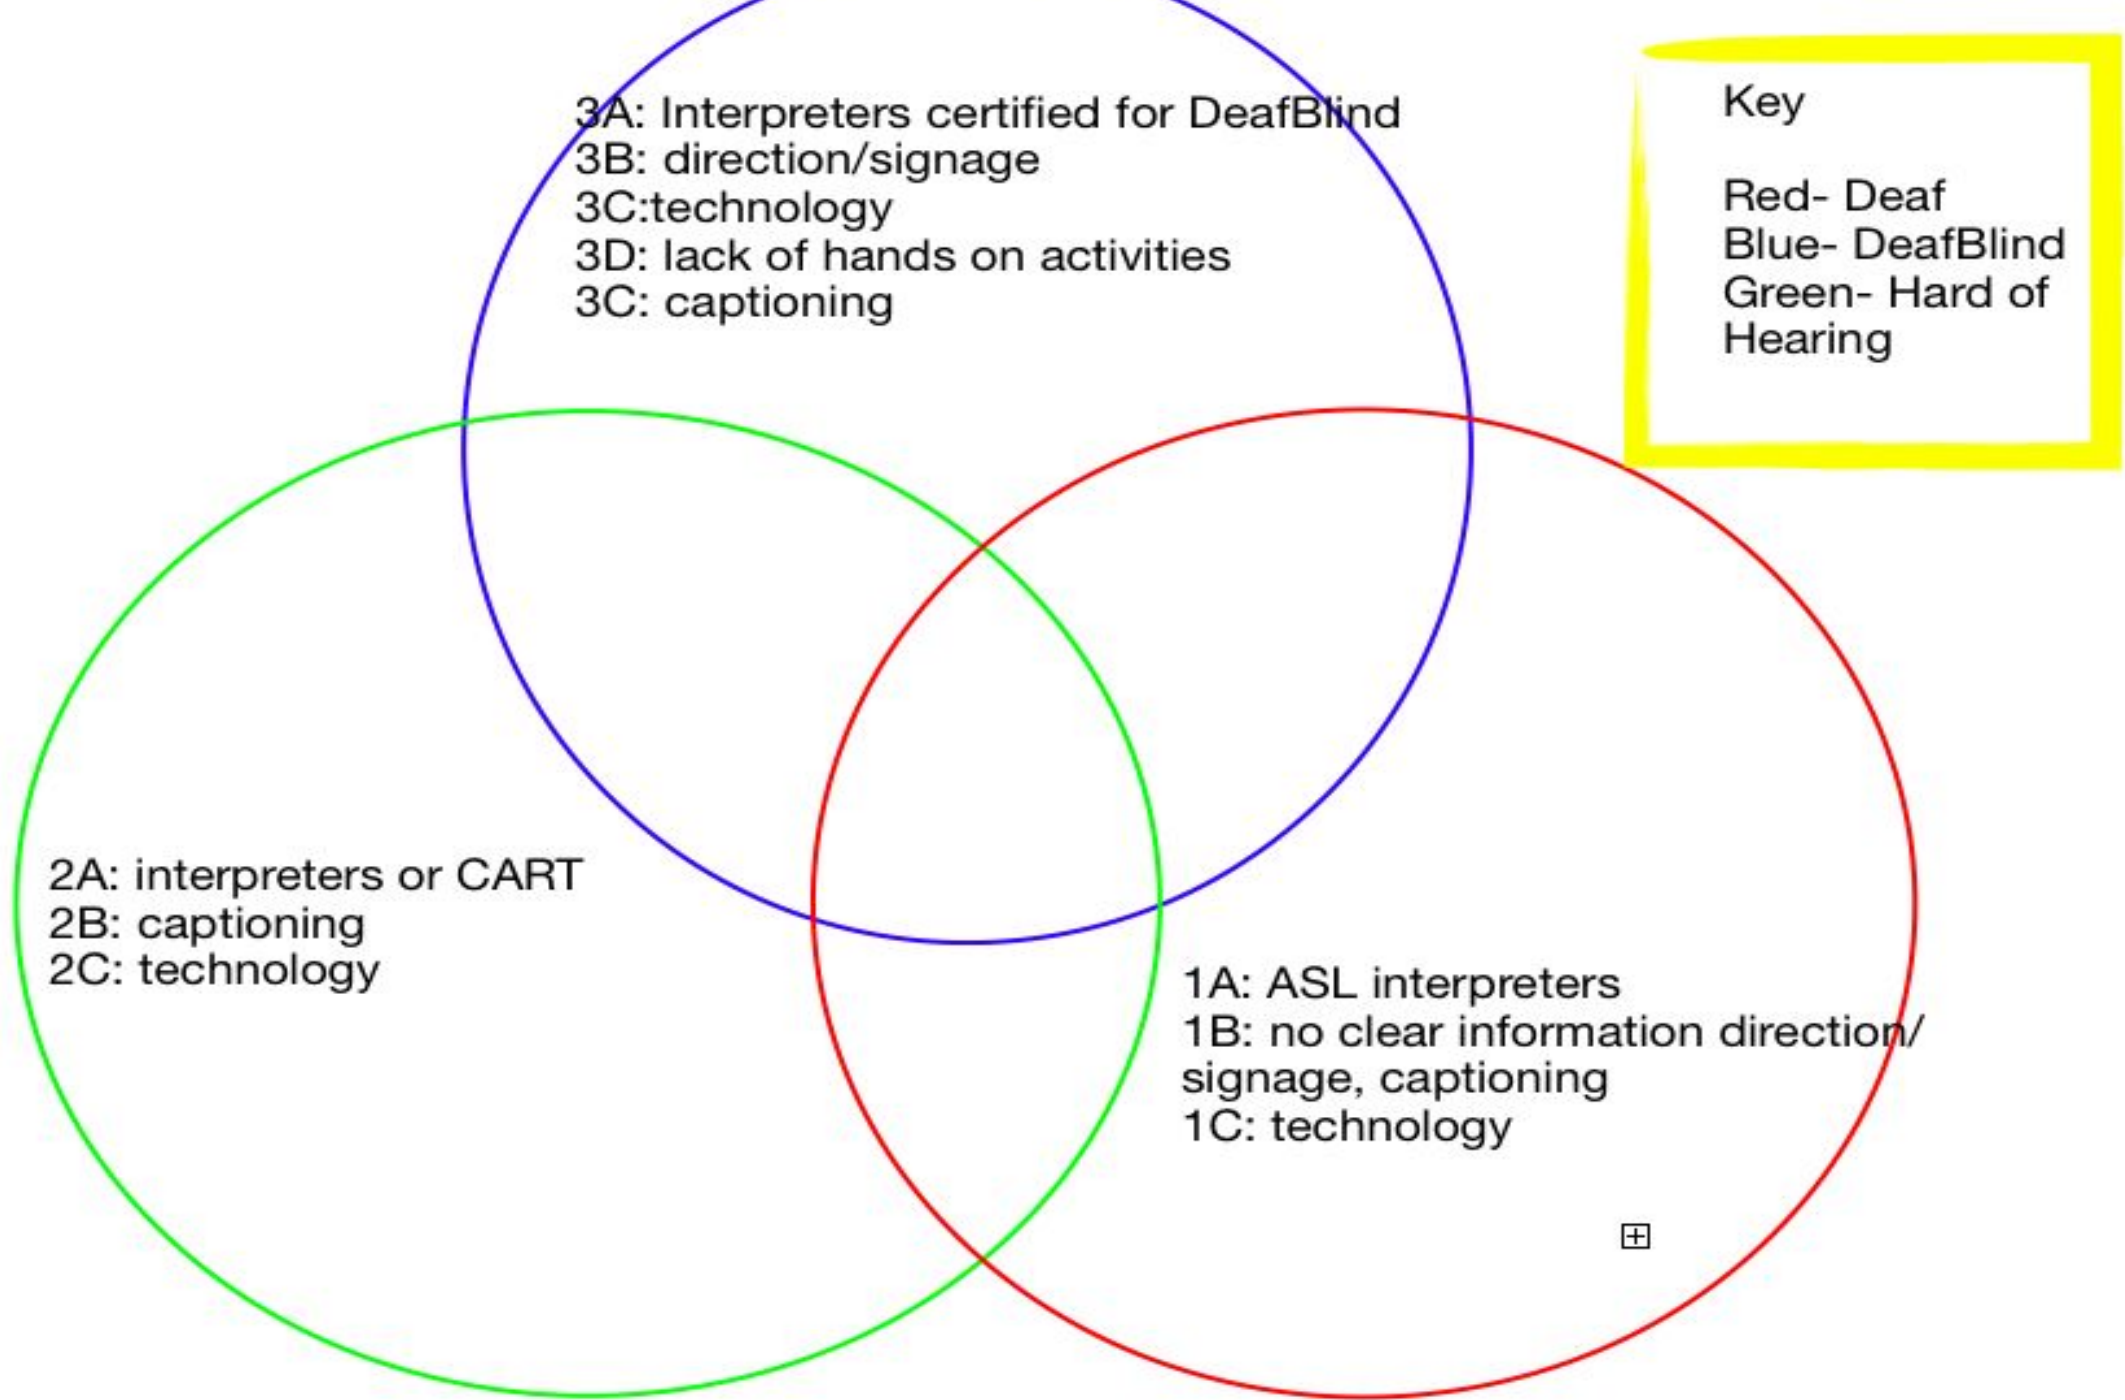 3A: Interpreters certified for DeafBlind
3B: direction/signage
3C:technology
3D: lack of hands on activities
3C: captioning
Key
Red- Deaf
Blue- DeafBlind
Green- Hard of
Hearing
2A: interpreters or CART
2B: captioning
2C: technology
1A: ASL interpreters
1B: no clear information direction/
signage, captioning
1C: technology